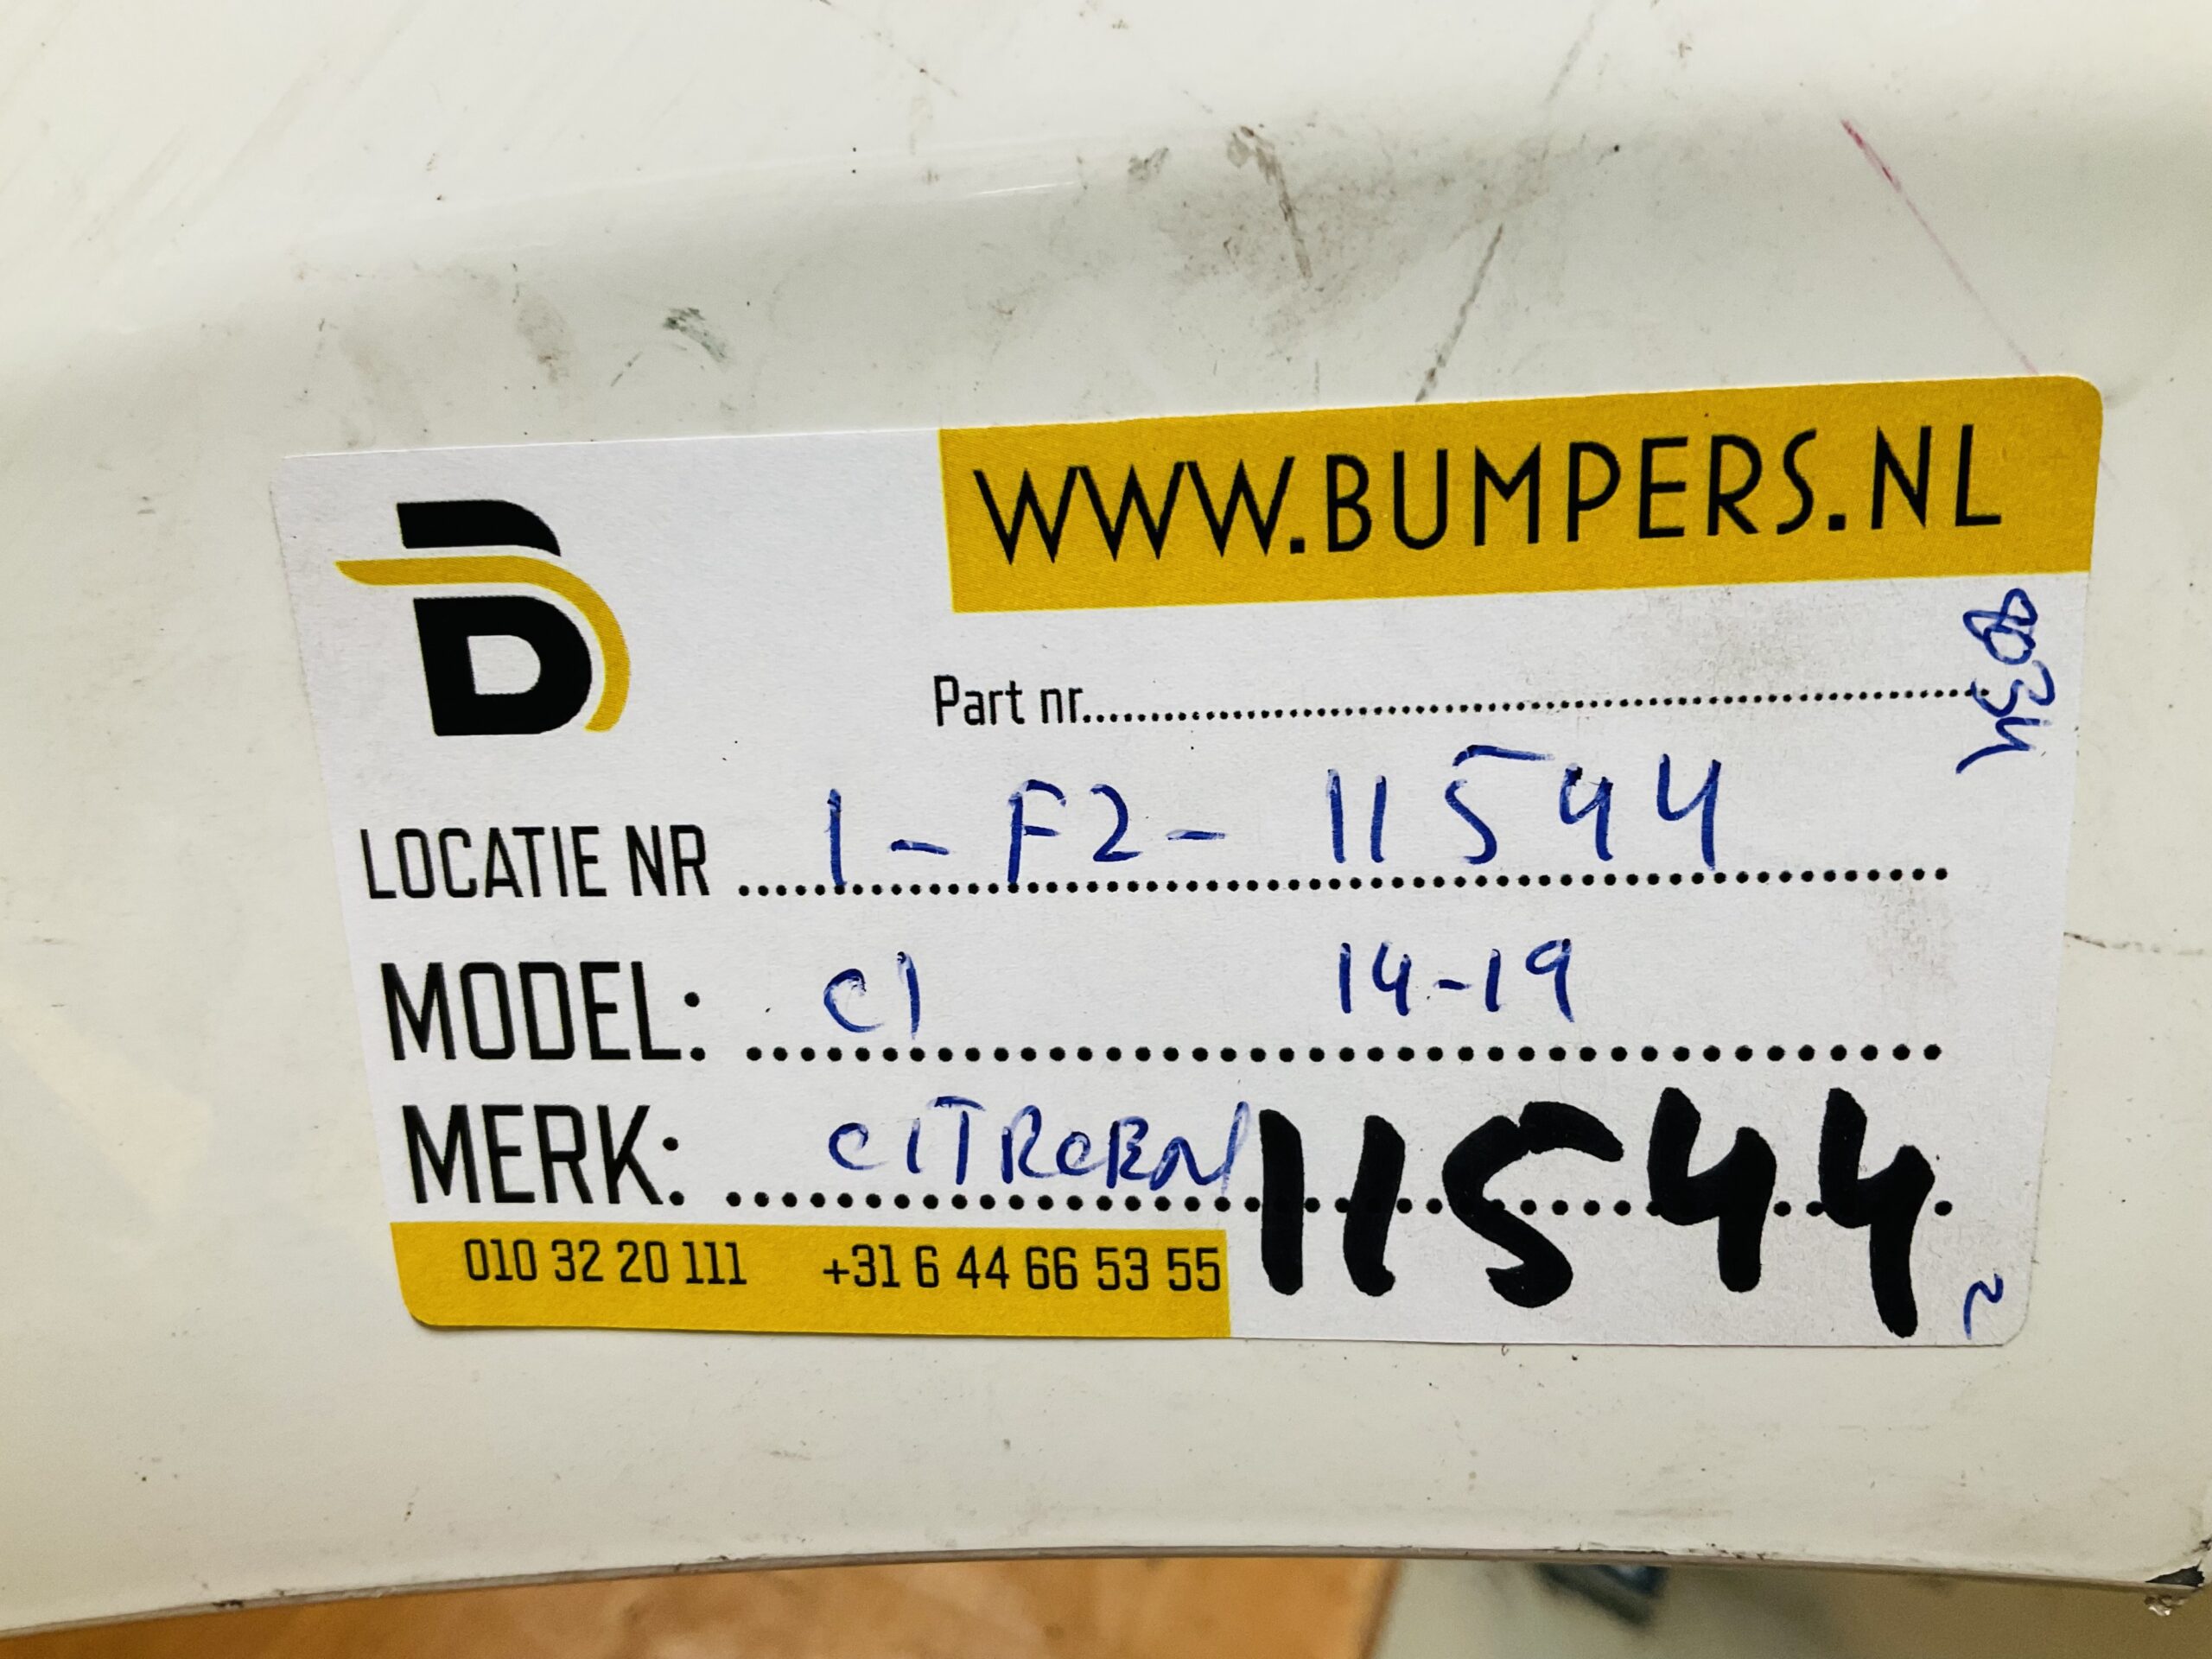 WWW.BUMPERS.NL
Part nr.
LOCATIE NR 1-F2-11544
MODEL: C1 14-19
MERK: CITROEN 11544
010 32 20 111 +31 6 44 66 53 55